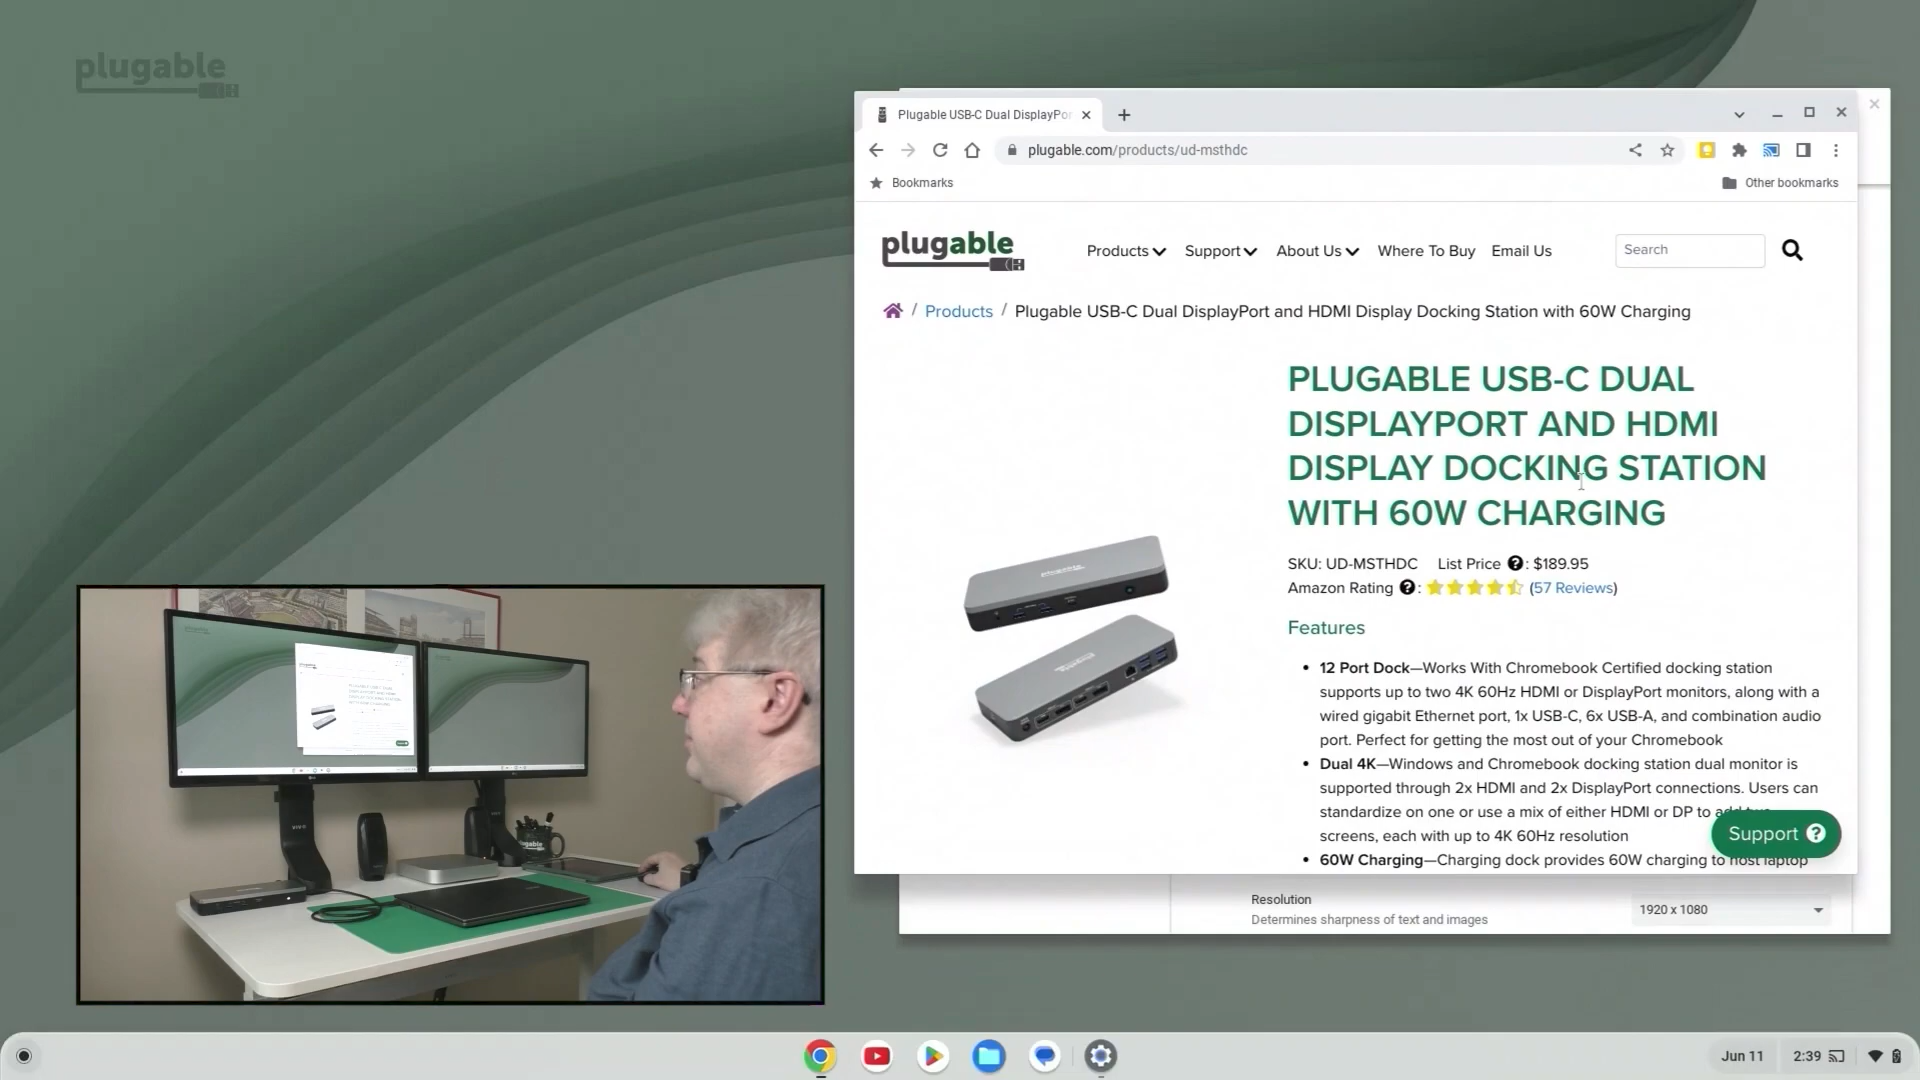 plugable
Plugable USB-C Dual DisplayPor
plugable.com/products/ud-msthdc
Bookmarks
Other bookmarks
plugable
Products
Support
About Us
Where To Buy
Email Us
Search
/ Products / Plugable USB-C Dual DisplayPort and HDMI Display Docking Station with 60W Charging
PLUGABLE USB-C DUAL
DISPLAYPORT AND HDMI
DISPLAY DOCKING STATION
WITH 60W CHARGING
SKU: UD-MSTHDC List Price ? : $189.95
Amazon Rating ? : (57 Reviews)
Features
• 12 Port Dock—Works With Chromebook Certified docking station
supports up to two 4K 60Hz HDMI or DisplayPort monitors, along with a
wired gigabit Ethernet port, 1x USB-C, 6x USB-A, and combination audio
port. Perfect for getting the most out of your Chromebook
• Dual 4K—Windows and Chromebook docking station dual monitor is
supported through 2x HDMI and 2x DisplayPort connections. Users can
standardize on one or use a mix of either HDMI or DP to add two
screens, each with up to 4K 60Hz resolution
• 60W Charging—Charging dock provides 60W charging to host laptop
Support ?
Resolution
Determines sharpness of text and images
1920 x 1080
Jun 11
2:39